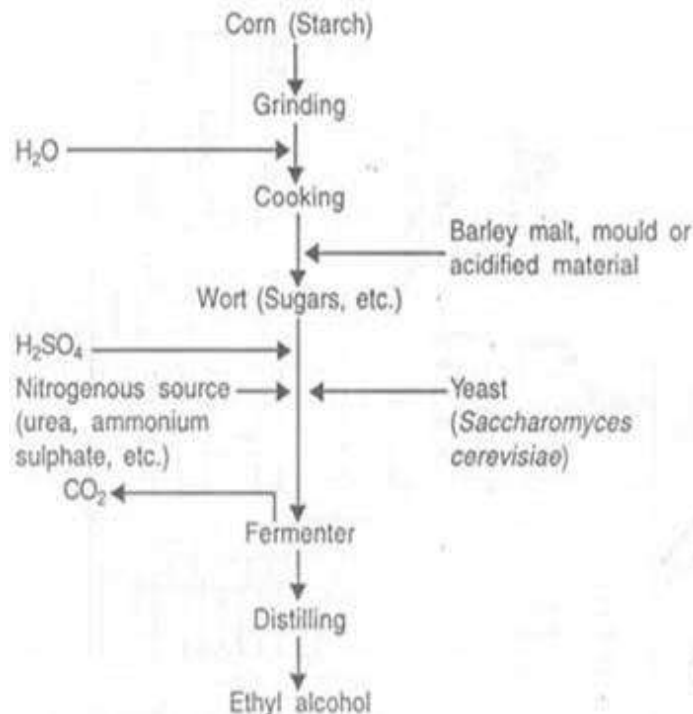 Corn (Starch)
Grinding
H₂O
Cooking
Barley malt, mould or
acidified material
Wort (Sugars, etc.)
H₂SO₄
Nitrogenous source
(urea, ammonium
sulphate, etc.)
Yeast
(Saccharomyces
cerevisiae)
CO₂
Fermenter
Distilling
Ethyl alcohol